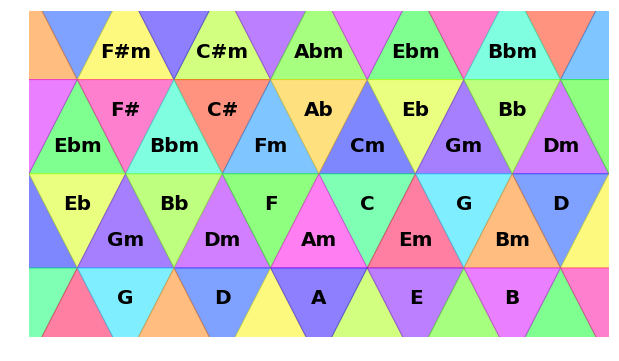 F#m C#m Abm Ebm Bbm
F# C# Ab Eb Bb
Ebm Bbm Fm Cm Gm Dm
Eb Bb F C G D
Gm Dm Am Em Bm
G D A E B